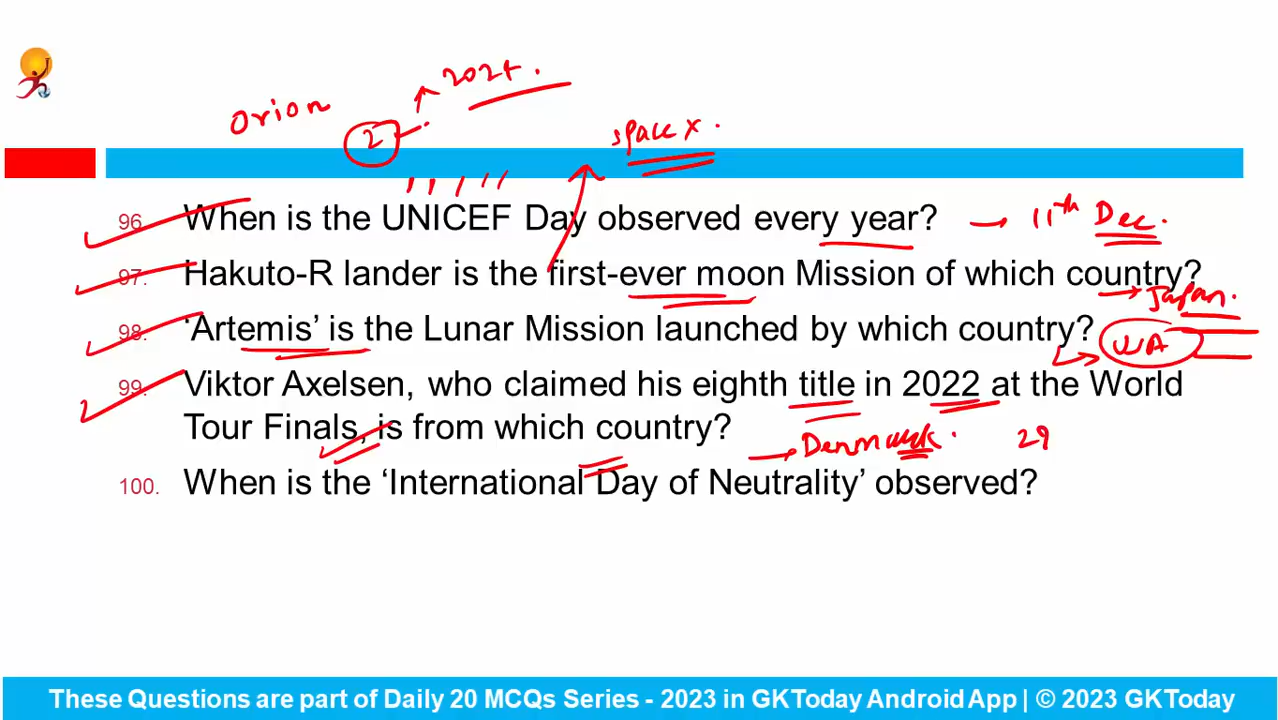 2024.
Orion
2
space x.
96. When is the UNICEF Day observed every year? → 11th Dec.
97. Hakuto-R lander is the first-ever moon Mission of which country?
→ Japan.
98. ‘Artemis’ is the Lunar Mission launched by which country?
99. Viktor Axelsen, who claimed his eighth title in 2022 at the World
Tour Finals, is from which country?
→ Denmark. 29
100. When is the ‘International Day of Neutrality’ observed?
These Questions are part of Daily 20 MCQs Series - 2023 in GKToday Android App | © 2023 GKToday